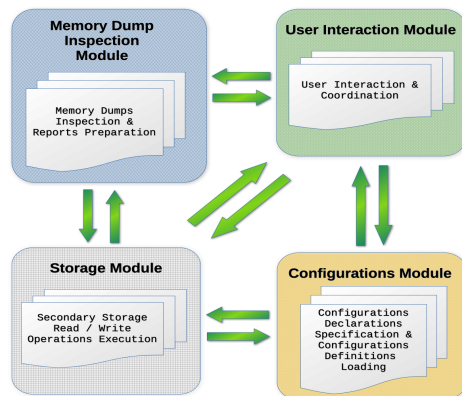 Memory Dump
Inspection
Module
Memory Dumps
Inspection &
Reports Preparation
User Interaction Module
User Interaction &
Coordination
Storage Module
Secondary Storage
Read / Write
Operations Execution
Configurations Module
Configurations
Declarations
Specification &
Configurations
Definitions
Loading